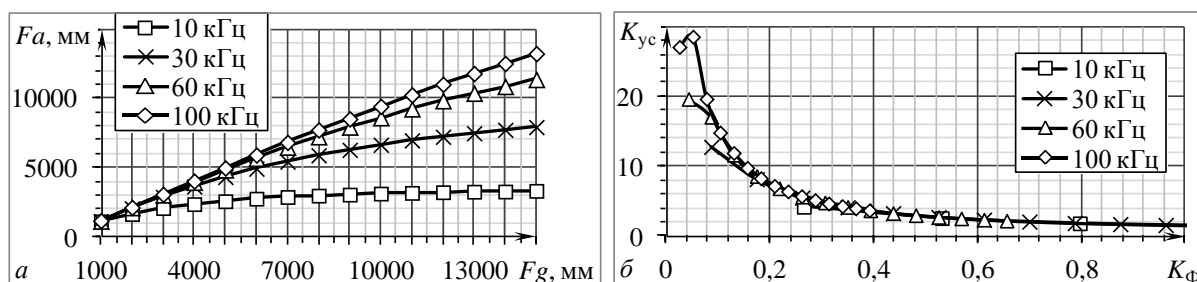 Fa, мм
10 кГц
30 кГц
60 кГц
100 кГц
10000
5000
0
а
1000 4000 7000 10000 13000 Fg, мм
Kус
10 кГц
30 кГц
60 кГц
100 кГц
20
10
0
б
0 0,2 0,4 0,6 0,8 KФ